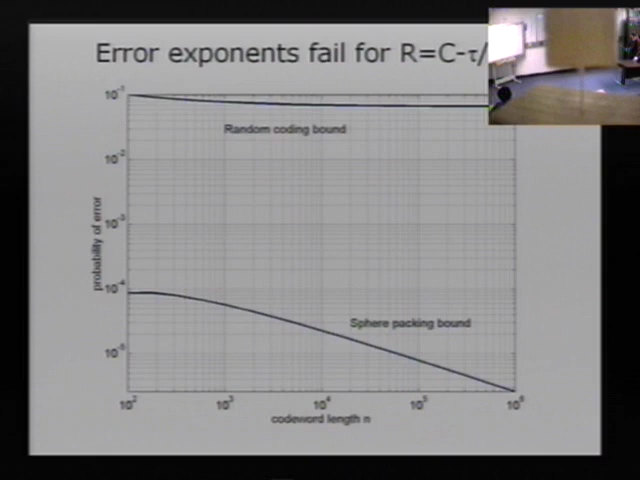 Error exponents fail for R=C-τ/
10⁻¹
Random coding bound
10⁻²
10⁻³
probability of error
10⁻⁴
Sphere packing bound
10⁻⁵
10² 10³ 10⁴ 10⁵ 10⁶
codeword length n